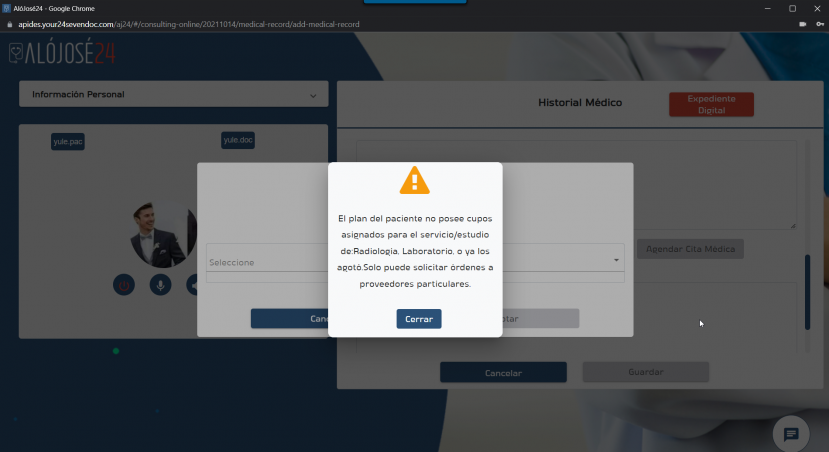 AlóJosé24 - Google Chrome
apides.your24sevendoc.com/aj24/#/consulting-online/20211014/medical-record/add-medical-record
ALÓJOSÉ24
Información Personal
Historial Médico
Expediente
Digital
yule.pac
yule.doc
El plan del paciente no posee cupos
asignados para el servicio/estudio
de:Radiología, Laboratorio, o ya los
agotó.Solo puede solicitar órdenes a
proveedores particulares.
Cerrar
Seleccione
Agendar Cita Médica
Canc
ptar
Cancelar
Guardar